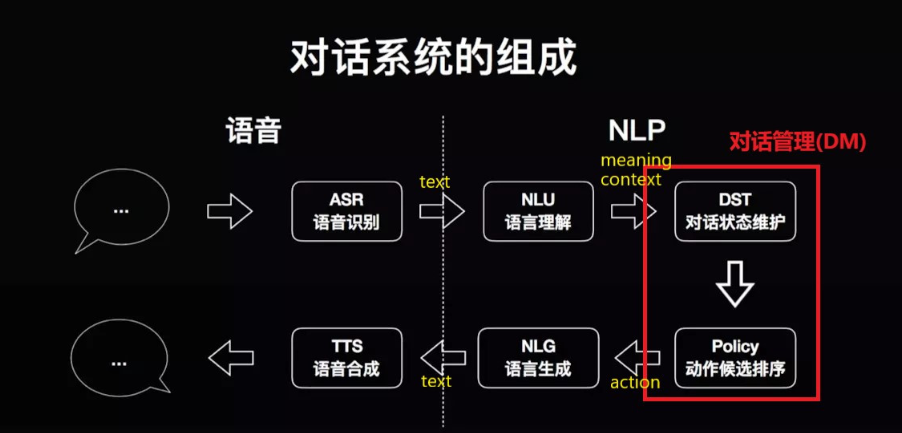 对话系统的组成
语音
NLP
对话管理(DM)
...
ASR
语音识别
text
NLU
语言理解
meaning
context
DST
对话状态维护
...
TTS
语音合成
text
NLG
语言生成
action
Policy
动作候选排序